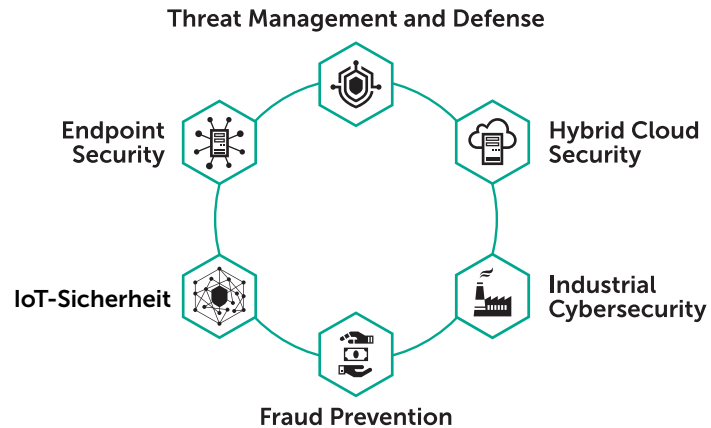 Threat Management and Defense
Endpoint
Security
Hybrid Cloud
Security
IoT-Sicherheit
Industrial
Cybersecurity
Fraud Prevention